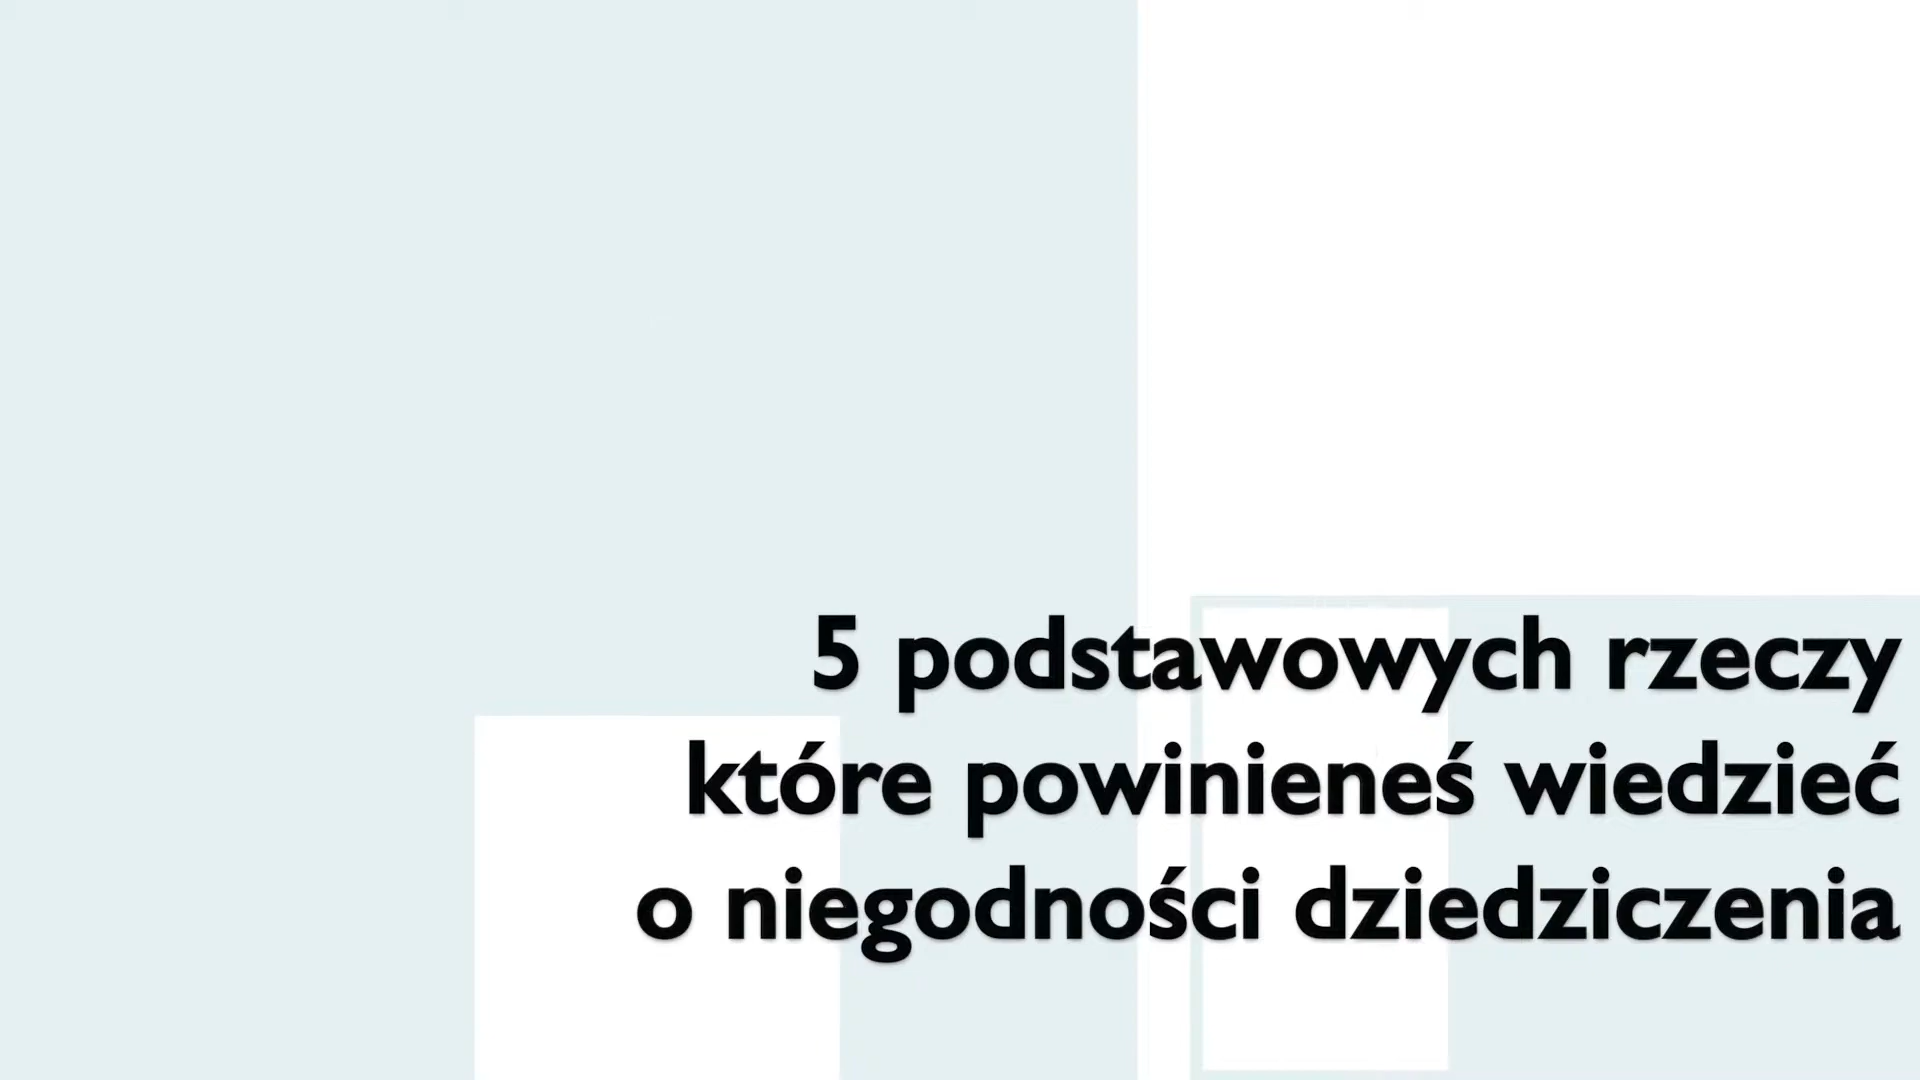 5 podstawowych rzeczy
które powinieneś wiedzieć
o niegodności dziedziczenia